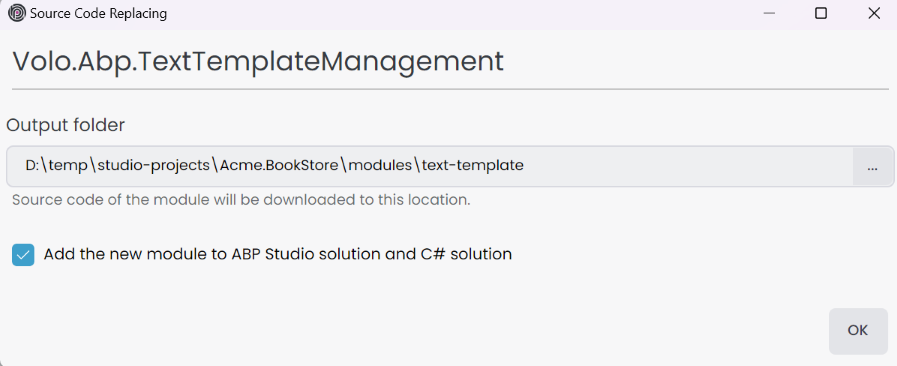 Source Code Replacing
Volo.Abp.TextTemplateManagement
Output folder
D:\temp\studio-projects\Acme.BookStore\modules\text-template
...
Source code of the module will be downloaded to this location.
Add the new module to ABP Studio solution and C# solution
OK